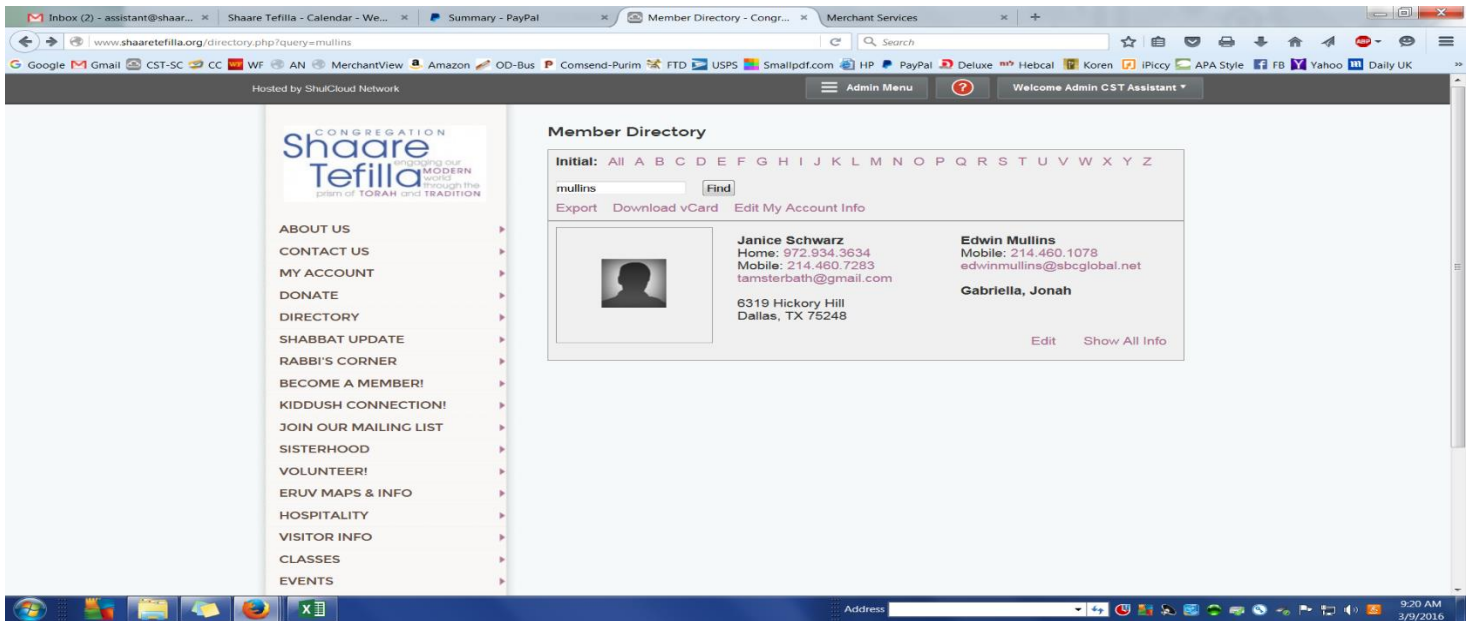 Inbox (2) - assistant@shaar... × Shaare Tefilla - Calendar - We... × Summary - PayPal × Member Directory - Congr... × Merchant Services × +
www.shaaretefilla.org/directory.php?query=mullins Search
Google Gmail CST-SC CC WF WF AN MerchantView Amazon OD-Bus Comsend-Purim FTD USPS Smallpdf.com HP PayPal Deluxe Hebcal Koren iPiccy APA Style FB Yahoo Daily UK »
Hosted by ShulCloud Network Admin Menu ? Welcome Admin CST Assistant
CONGREGATION
Shaare
Tefilla
engaging our
MODERN
world
through the
prism of TORAH and TRADITION
ABOUT US
CONTACT US
MY ACCOUNT
DONATE
DIRECTORY
SHABBAT UPDATE
RABBI'S CORNER
BECOME A MEMBER!
KIDDUSH CONNECTION!
JOIN OUR MAILING LIST
SISTERHOOD
VOLUNTEER!
ERUV MAPS & INFO
HOSPITALITY
VISITOR INFO
CLASSES
EVENTS
Member Directory
Initial: All A B C D E F G H I J K L M N O P Q R S T U V W X Y Z
mullins Find
Export Download vCard Edit My Account Info
Janice Schwarz
Home: 972.934.3634
Mobile: 214.460.7283
tamsterbath@gmail.com
6319 Hickory Hill
Dallas, TX 75248
Edwin Mullins
Mobile: 214.460.1078
edwinmullins@sbcglobal.net
Gabriella, Jonah
Edit Show All Info
Address
9:20 AM
3/9/2016